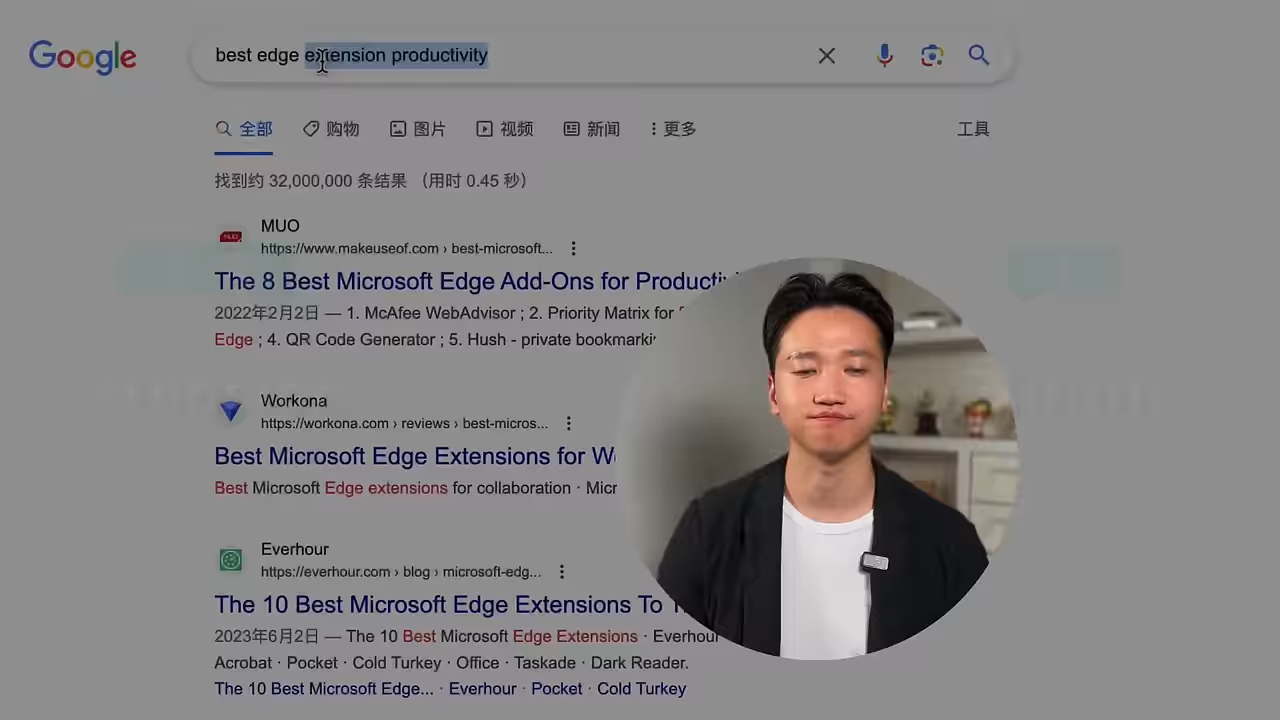 Google
best edge extension productivity
全部
购物
图片
视频
新闻
更多
工具
找到约 32,000,000 条结果 （用时 0.45 秒）
MUO
https://www.makeuseof.com › best-microsoft...
The 8 Best Microsoft Edge Add-Ons for
2022年2月2日 — 1. McAfee WebAdvisor ; 2. Priority Matrix for
Edge ; 4. QR Code Generator ; 5. Hush - private
Workona
https://workona.com › reviews › best-micros...
Best Microsoft Edge Extensions for
Best Microsoft Edge extensions for collaboration ·
Everhour
https://everhour.com › blog › microsoft-edg...
The 10 Best Microsoft Edge Extensions To
2023年6月2日 — The 10 Best Microsoft Edge Extensions · Everhour
Acrobat · Pocket · Cold Turkey · Office · Taskade · Dark Reader.
The 10 Best Microsoft Edge... · Everhour · Pocket · Cold Turkey